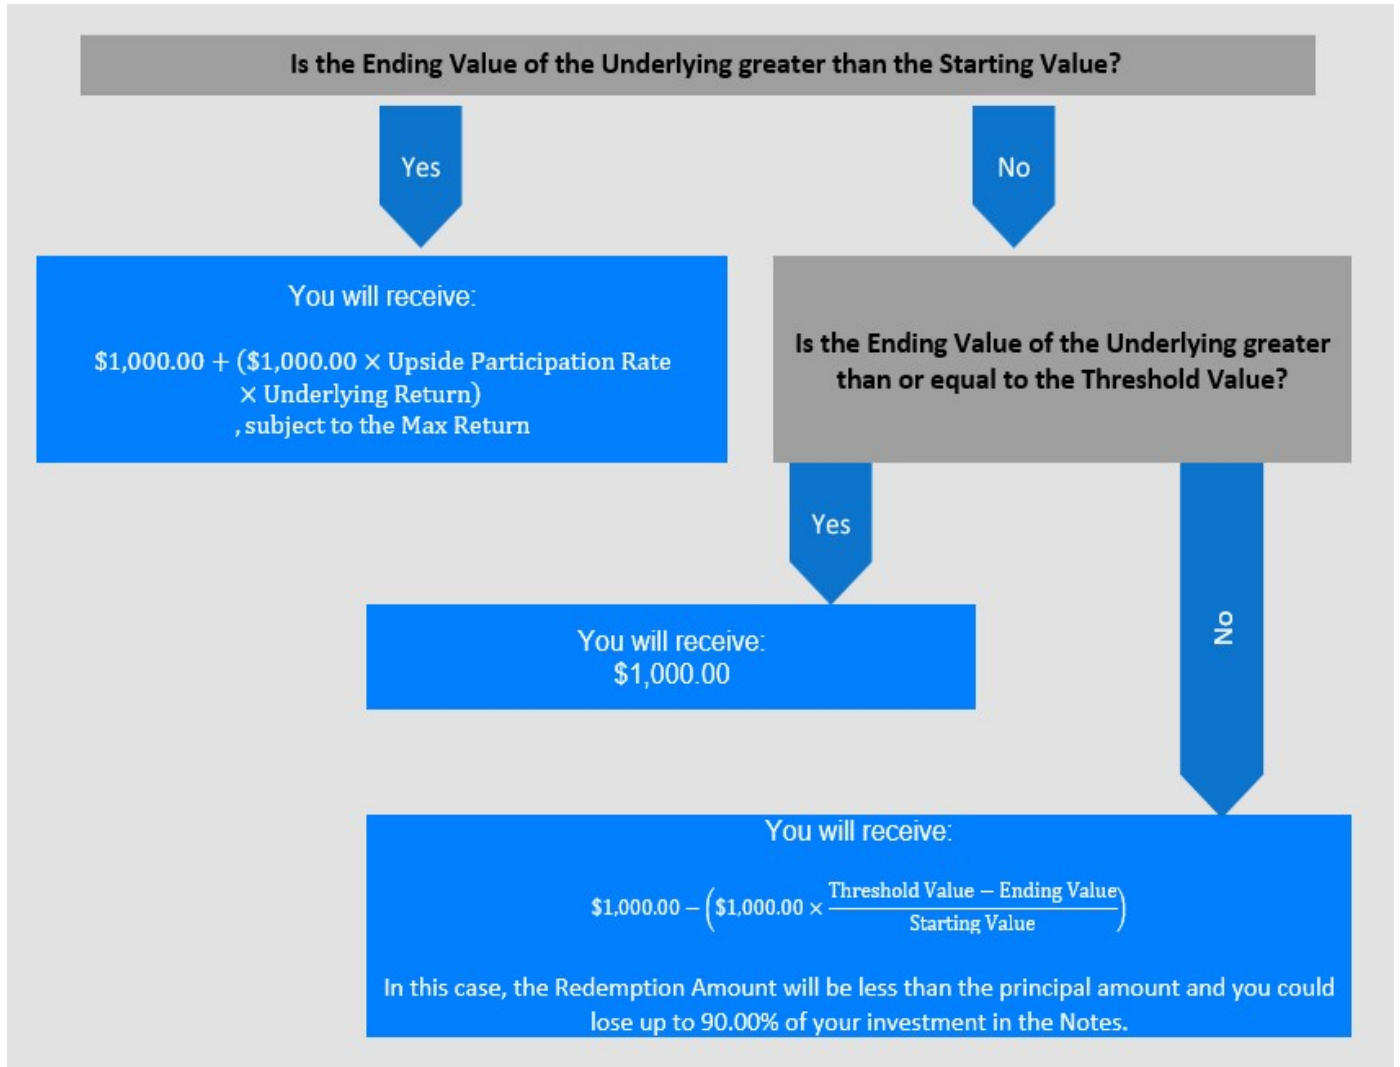 Is the Ending Value of the Underlying greater than the Starting Value?
Yes
No
You will receive:
$1,000.00 + ($1,000.00 × Upside Participation Rate
× Underlying Return)
, subject to the Max Return
Is the Ending Value of the Underlying greater
than or equal to the Threshold Value?
Yes
No
You will receive:
$1,000.00
You will receive:
$1,000.00 − ($1,000.00 × Threshold Value − Ending Value)
Starting Value
In this case, the Redemption Amount will be less than the principal amount and you could
lose up to 90.00% of your investment in the Notes.